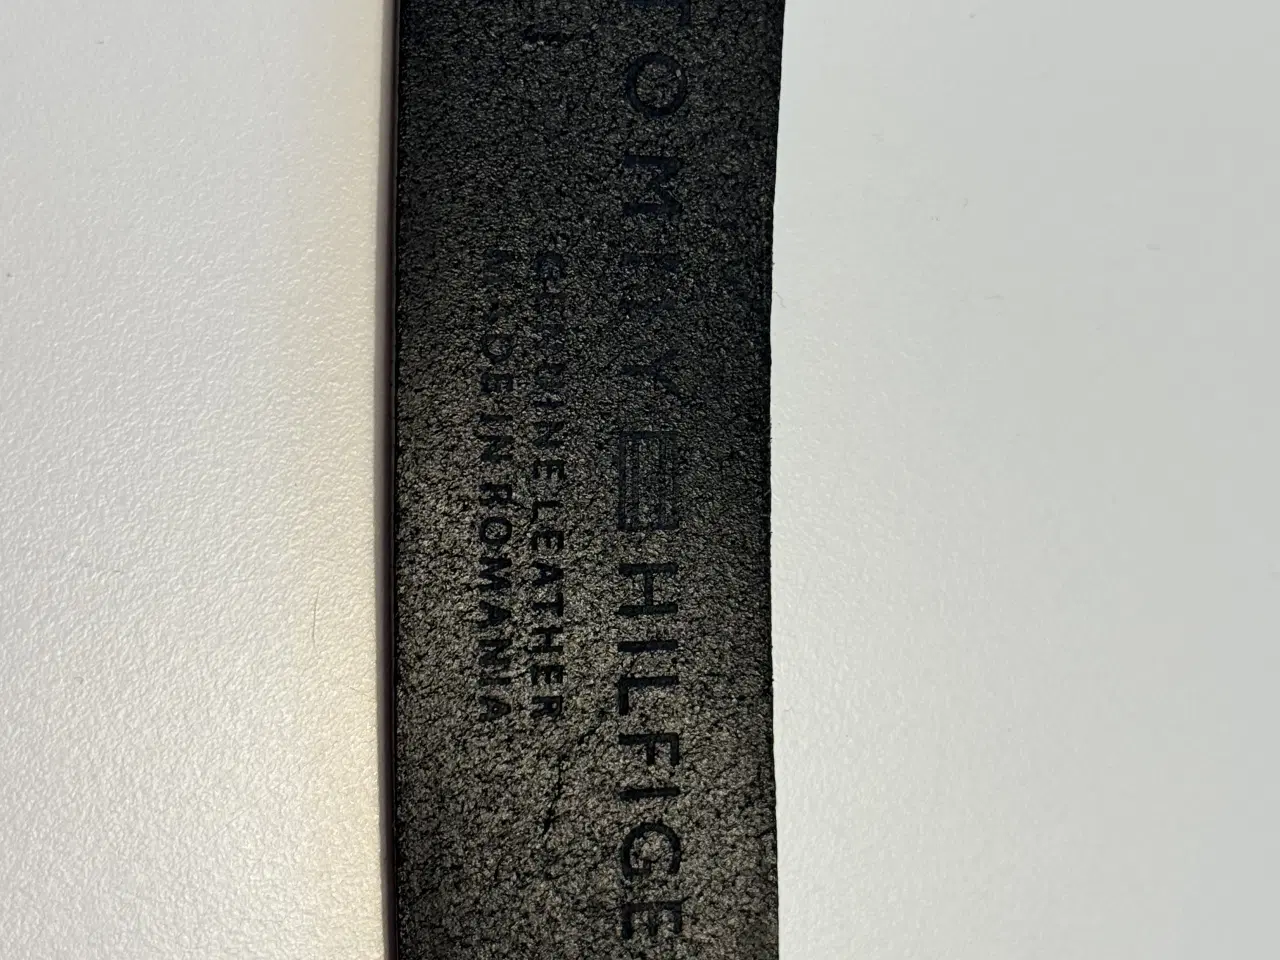 TOMMY HILFIGE
GENUINE LEATHER
MADE IN ROMANIA